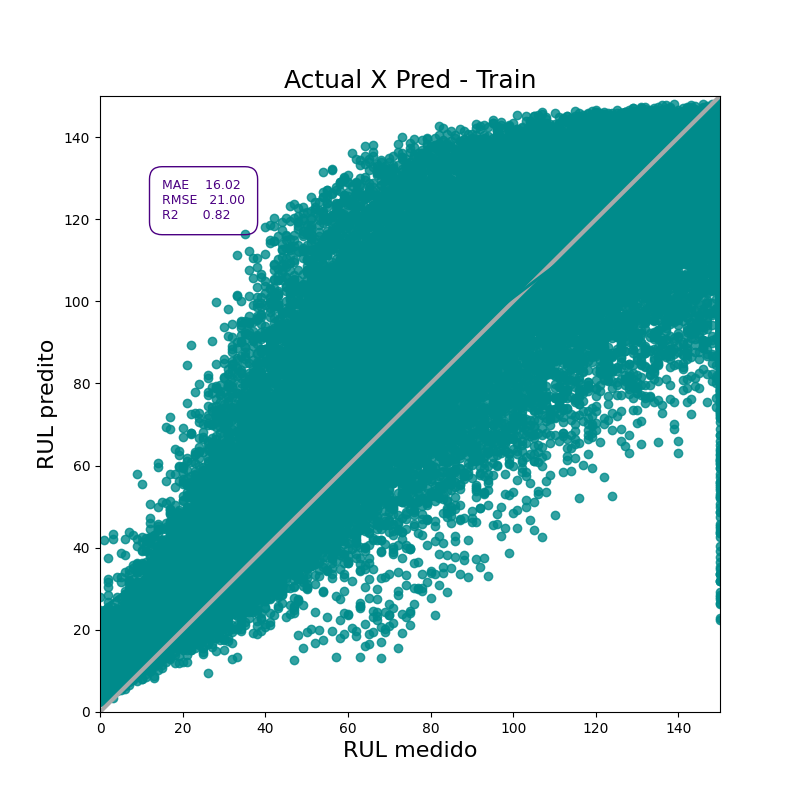 Actual X Pred - Train
140
120
100
80
60
40
20
0
RUL predito
MAE 16.02
RMSE 21.00
R2 0.82
0 20 40 60 80 100 120 140
RUL medido